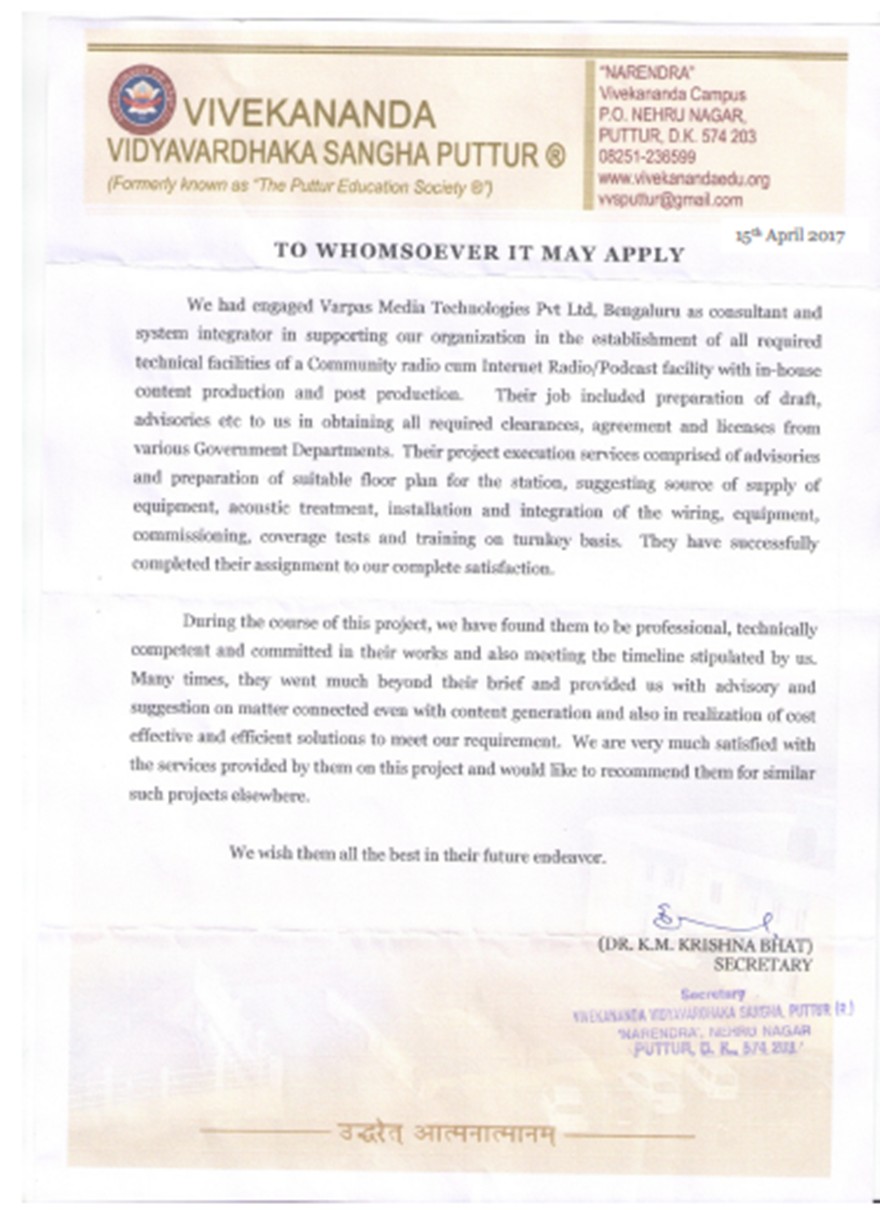 VIVEKANANDA
VIDYAVARDHAKA SANGHA PUTTUR ®
(Formerly known as "The Puttur Education Society ®")
"NARENDRA"
Vivekananda Campus
P.O. NEHRU NAGAR,
PUTTUR, D.K. 574 203
08251-236599
www.vivekanandaedu.org
vvsputtur@gmail.com
15th April 2017
TO WHOMSOEVER IT MAY APPLY
We had engaged Varpas Media Technologies Pvt Ltd, Bengaluru as consultant and
system integrator in supporting our organization in the establishment of all required
technical facilities of a Community radio cum Internet Radio/Podcast facility with in-house
content production and post production. Their job included preparation of draft,
advisories etc to us in obtaining all required clearances, agreement and licenses from
various Government Departments. Their project execution services comprised of advisories
and preparation of suitable floor plan for the station, suggesting source of supply of
equipment, acoustic treatment, installation and integration of the wiring, equipment,
commissioning, coverage tests and training on turnkey basis. They have successfully
completed their assignment to our complete satisfaction.
During the course of this project, we have found them to be professional, technically
competent and committed in their works and also meeting the timeline stipulated by us.
Many times, they went much beyond their brief and provided us with advisory and
suggestion on matter connected even with content generation and also in realization of cost
effective and efficient solutions to meet our requirement. We are very much satisfied with
the services provided by them on this project and would like to recommend them for similar
such projects elsewhere.
We wish them all the best in their future endeavor.
(DR. K.M. KRISHNA BHAT)
SECRETARY
Secretary
VIVEKANANDA VIDYAVARDHAKA SANGHA, PUTTUR (R.)
'NARENDRA', NEHRU NAGAR
PUTTUR, D. K., 574 203.
उद्धरेत् आत्मनात्मानम्